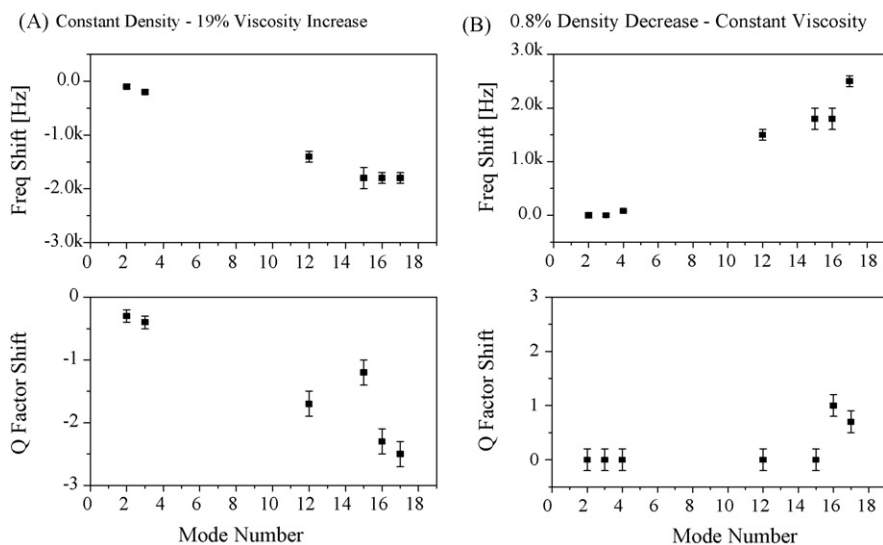 (A) Constant Density - 19% Viscosity Increase
Freq Shift [Hz]
0.0
-1.0k
-2.0k
-3.0k
0 2 4 6 8 10 12 14 16 18
Q Factor Shift
0
-1
-2
-3
0 2 4 6 8 10 12 14 16 18
Mode Number
(B) 0.8% Density Decrease - Constant Viscosity
Freq Shift [Hz]
3.0k
2.0k
1.0k
0.0
0 2 4 6 8 10 12 14 16 18
Q Factor Shift
3
2
1
0
0 2 4 6 8 10 12 14 16 18
Mode Number